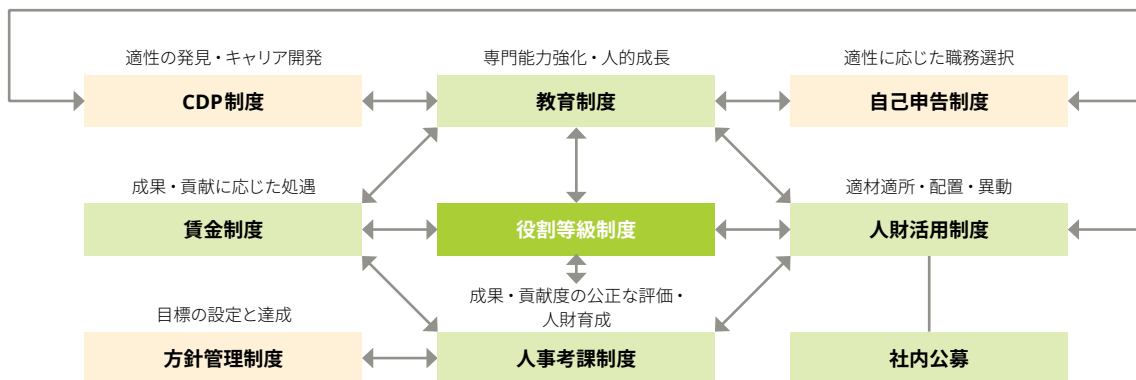 適性の発見・キャリア開発
CDP制度
専門能力強化・人的成長
教育制度
適性に応じた職務選択
自己申告制度
成果・貢献に応じた処遇
賃金制度
役割等級制度
適材適所・配置・異動
人財活用制度
目標の設定と達成
方針管理制度
成果・貢献度の公正な評価・
人財育成
人事考課制度
社内公募